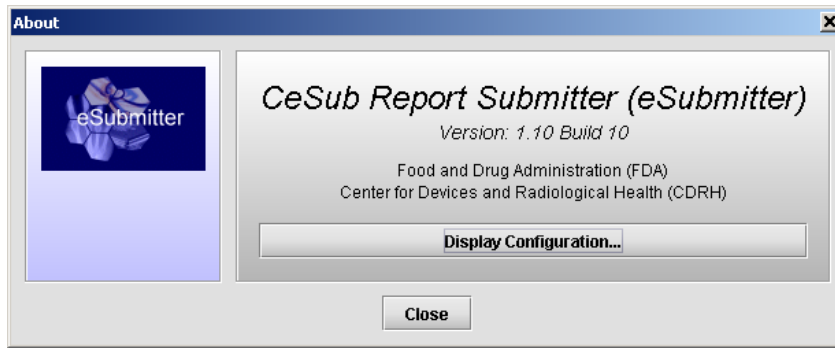 About
eSubmitter
CeSub Report Submitter (eSubmitter)
Version: 1.10 Build 10
Food and Drug Administration (FDA)
Center for Devices and Radiological Health (CDRH)
Display Configuration...
Close